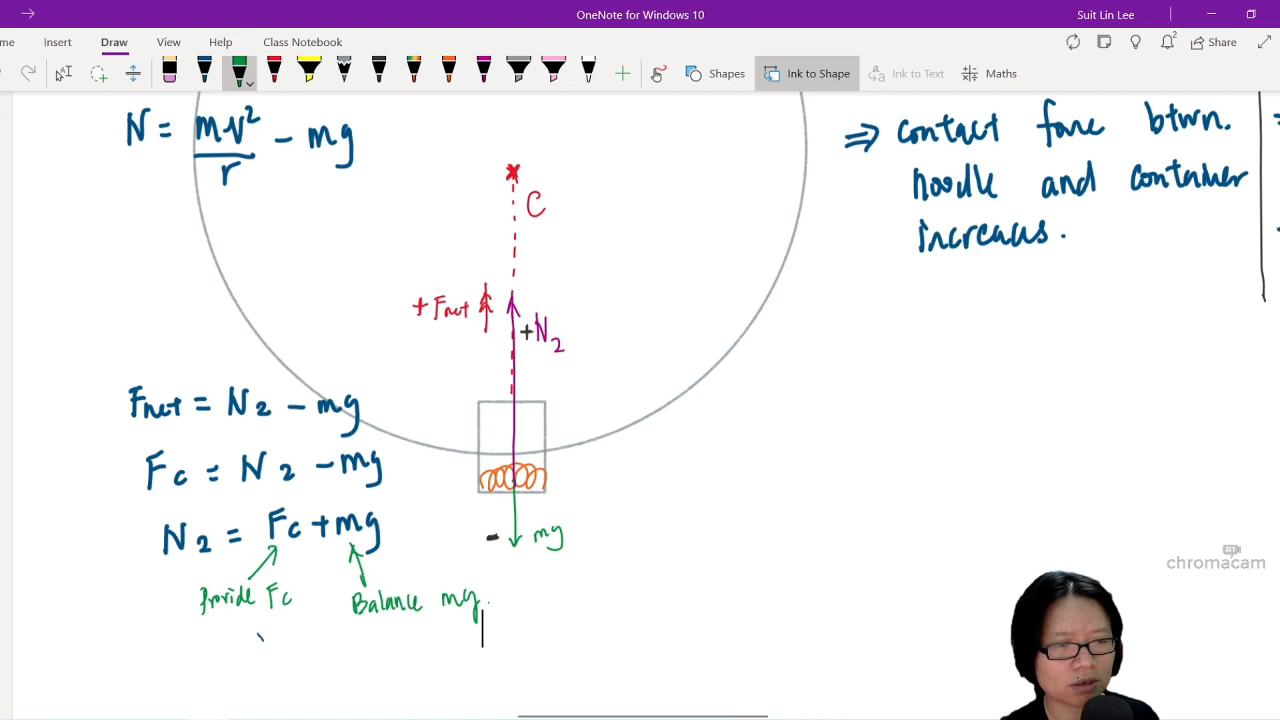 OneNote for Windows 10
Suit Lin Lee
me Insert Draw View Help Class Notebook
Share
Shapes
Ink to Shape
Ink to Text
Maths
N = mv²/r - mg
⇒ contact force btwn.
noodle and container
increases.
C
+ Fnet
+N2
Fnet = N2 - mg
Fc = N2 - mg
N2 = Fc + mg
- mg
Provide Fc
Balance mg.
chromacam